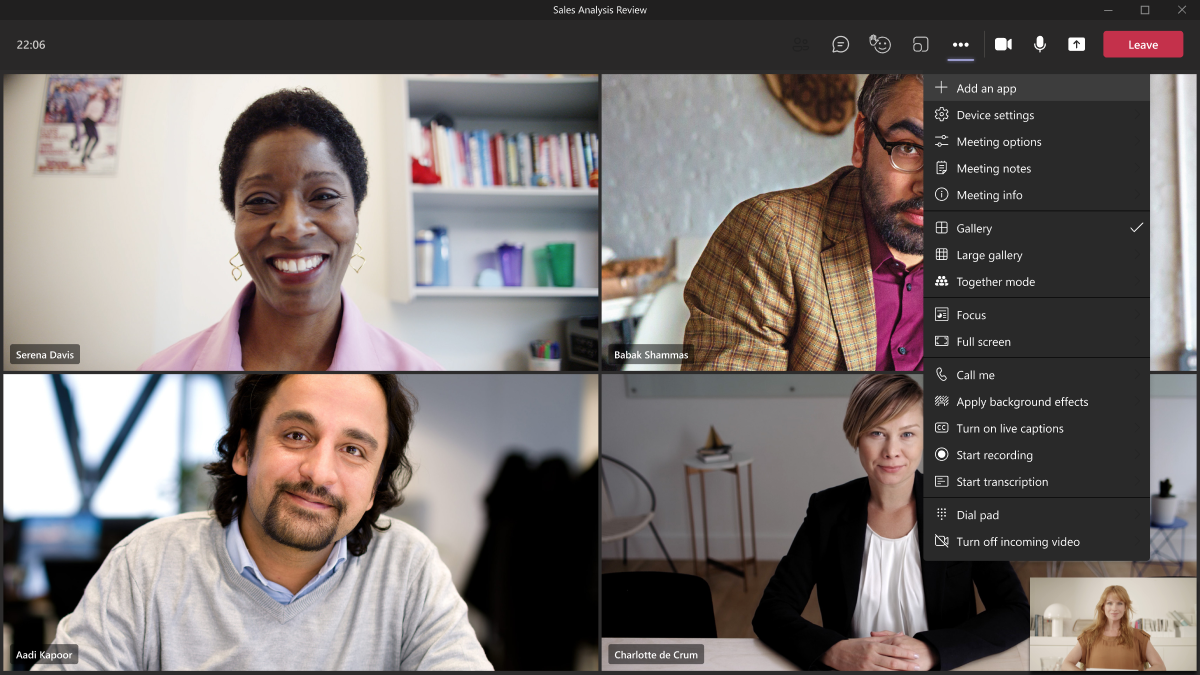 Sales Analysis Review
22:06
Leave
Add an app
Device settings
Meeting options
Meeting notes
Meeting info
Gallery
Large gallery
Together mode
Focus
Full screen
Call me
Apply background effects
CC Turn on live captions
Start recording
Start transcription
Dial pad
Turn off incoming video
Serena Davis
Babak Shammas
Aadi Kapoor
Charlotte de Crum